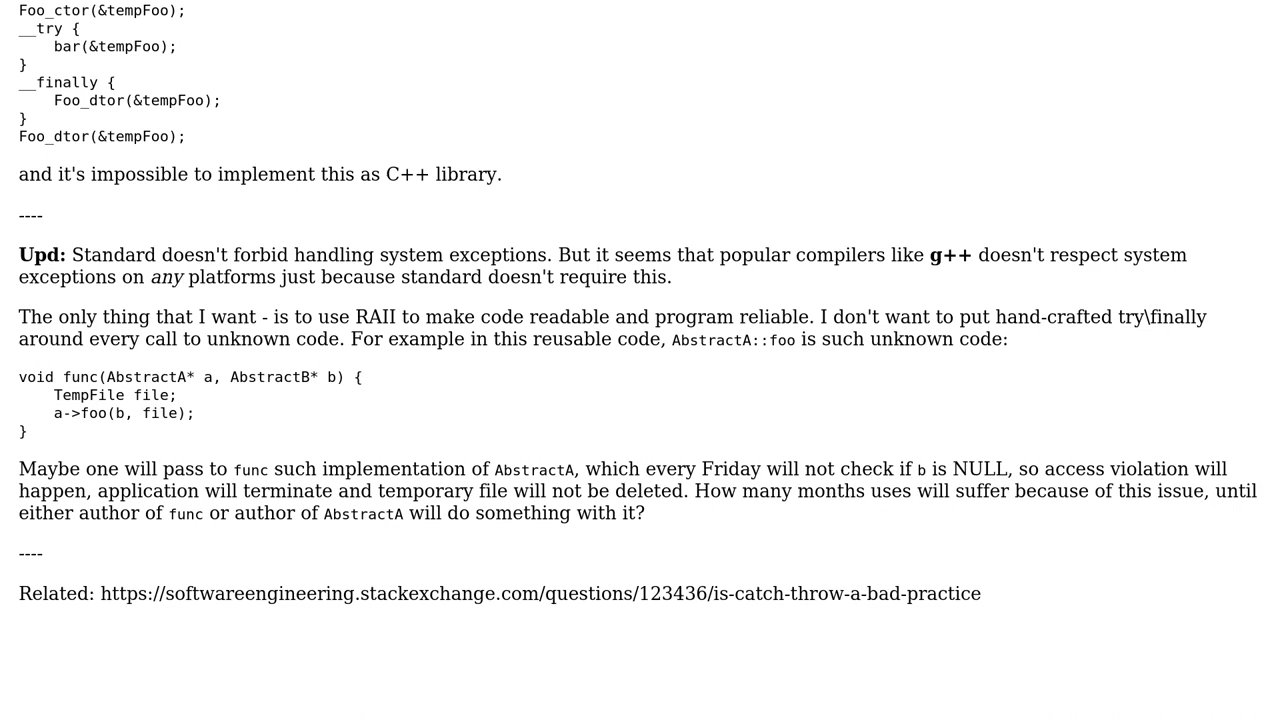 Foo_ctor(&tempFoo);
__try {
    bar(&tempFoo);
}
__finally {
    Foo_dtor(&tempFoo);
}
Foo_dtor(&tempFoo);
and it's impossible to implement this as C++ library.
----
Upd: Standard doesn't forbid handling system exceptions. But it seems that popular compilers like g++ doesn't respect system
exceptions on any platforms just because standard doesn't require this.
The only thing that I want - is to use RAII to make code readable and program reliable. I don't want to put hand-crafted try\finally
around every call to unknown code. For example in this reusable code, AbstractA::foo is such unknown code:
void func(AbstractA* a, AbstractB* b) {
    TempFile file;
    a->foo(b, file);
}
Maybe one will pass to func such implementation of AbstractA, which every Friday will not check if b is NULL, so access violation will
happen, application will terminate and temporary file will not be deleted. How many months uses will suffer because of this issue, until
either author of func or author of AbstractA will do something with it?
----
Related: https://softwareengineering.stackexchange.com/questions/123436/is-catch-throw-a-bad-practice